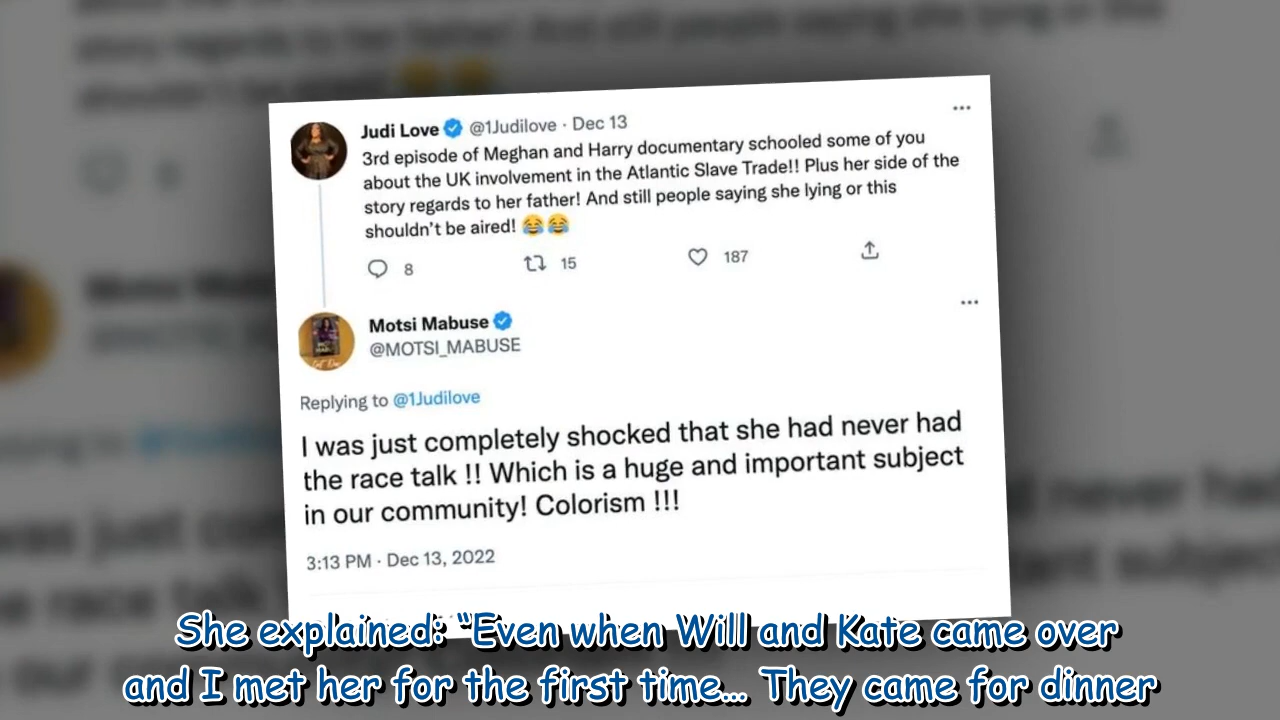 Judi Love @1Judilove · Dec 13
3rd episode of Meghan and Harry documentary schooled some of you
about the UK involvement in the Atlantic Slave Trade!! Plus her side of the
story regards to her father! And still people saying she lying or this
shouldn't be aired! 😂😂
8 15 187
Motsi Mabuse
@MOTSI_MABUSE
Replying to @1Judilove
I was just completely shocked that she had never had
the race talk !! Which is a huge and important subject
in our community! Colorism !!!
3:13 PM · Dec 13, 2022
She explained: “Even when Will and Kate came over
and I met her for the first time... They came for dinner